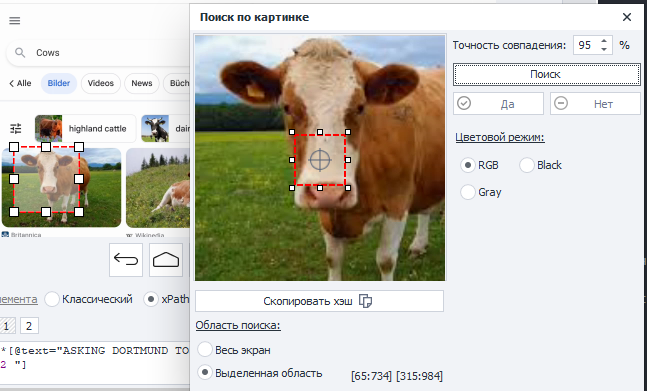 Поиск по картинке
Cows
Alle
Bilder
Videos
News
Büch
highland cattle
dair
Britannica
Wikipedia
Точность совпадения: 95 %
Поиск
Да
Нет
Цветовой режим:
RGB
Black
Gray
Скопировать хэш
Область поиска:
Весь экран
Выделенная область
[65:734] [315:984]
лемента
Классический
xPath
1
2
*[@text="ASKING DORTMUND TO
2 "]